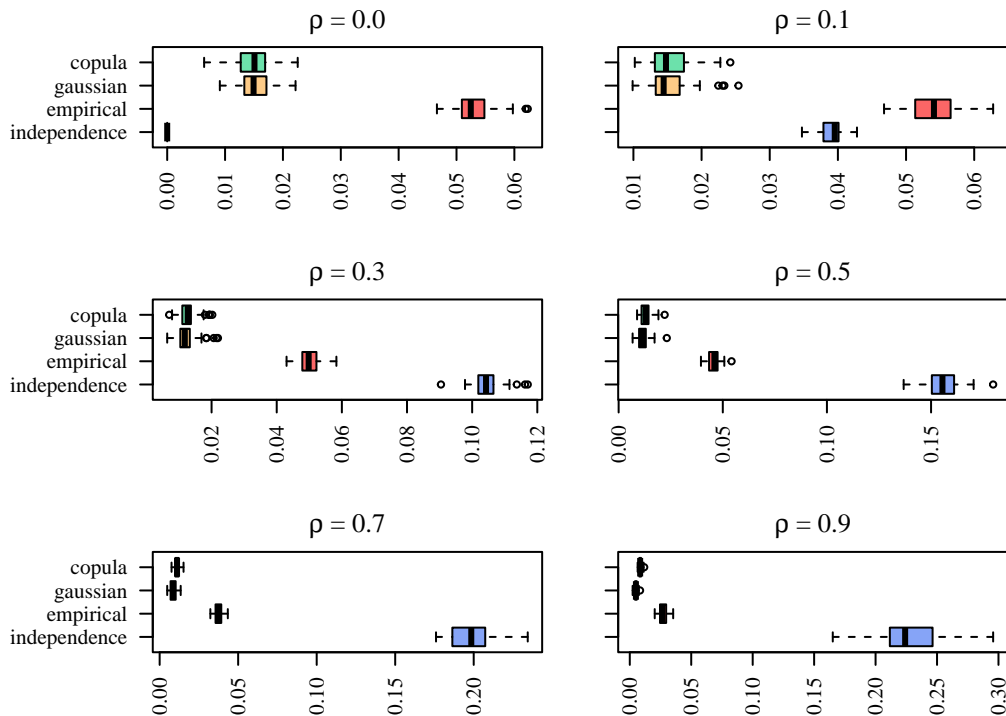 ρ = 0.0
copula
gaussian
empirical
independence
0.00
0.01
0.02
0.03
0.04
0.05
0.06
ρ = 0.1
0.01
0.02
0.03
0.04
0.05
0.06
ρ = 0.3
copula
gaussian
empirical
independence
0.02
0.04
0.06
0.08
0.10
0.12
ρ = 0.5
0.00
0.05
0.10
0.15
ρ = 0.7
copula
gaussian
empirical
independence
0.00
0.05
0.10
0.15
0.20
ρ = 0.9
0.00
0.05
0.10
0.15
0.20
0.25
0.30